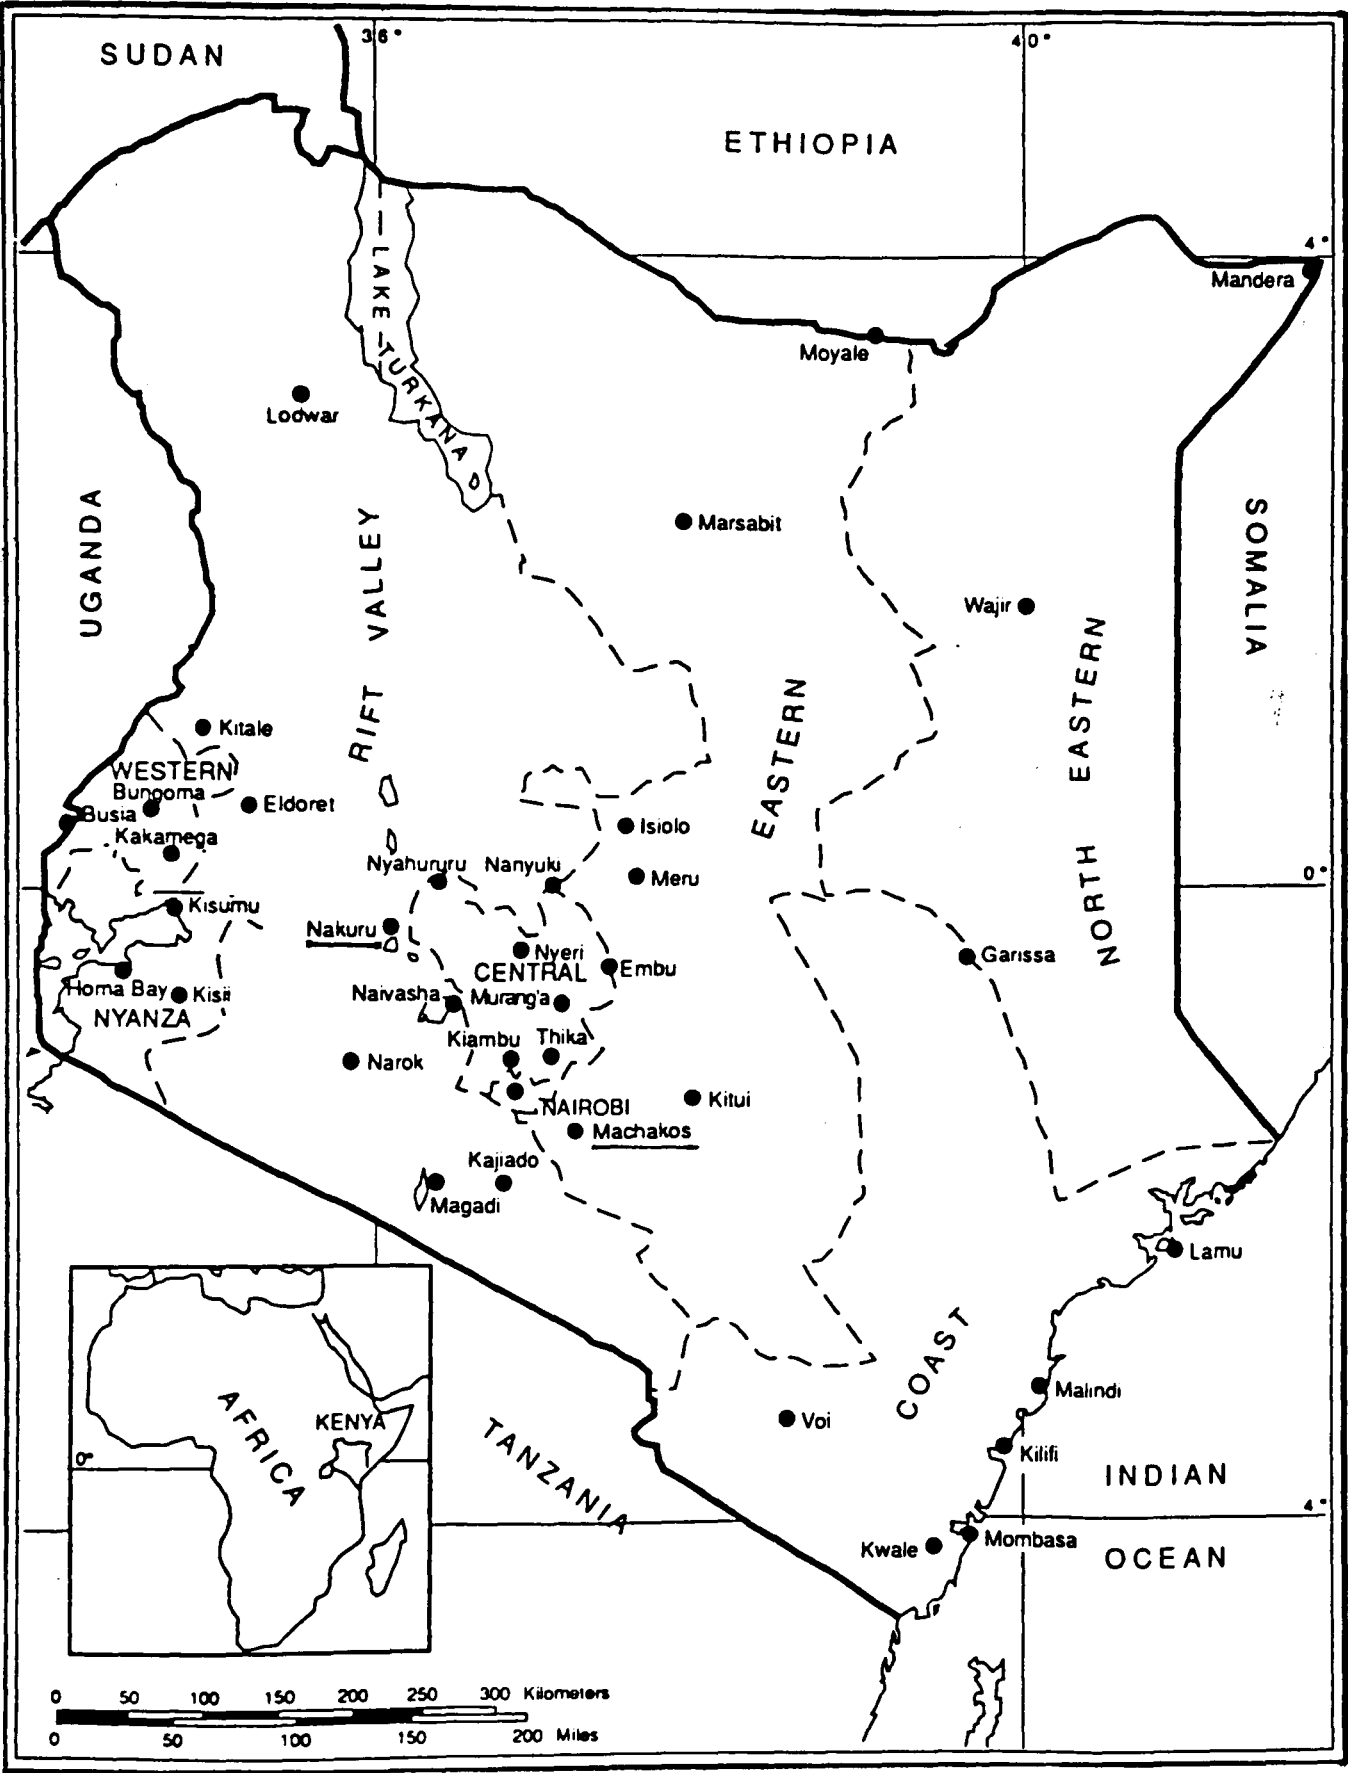 SUDAN
36°
40°
ETHIOPIA
4°
Mandera
Moyale
LAKE TURKANA
Lodwar
UGANDA
RIFT VALLEY
Marsabit
SOMALIA
Wajir
NORTH EASTERN
EASTERN
Kitale
WESTERN
Bungoma
Busia
Eldoret
Kakamega
Isiolo
Nyahururu
Nanyuki
Meru
0°
Kisumu
Nakuru
Nyeri
CENTRAL
Embu
Garissa
Homa Bay
Kisii
NYANZA
Naivasha
Murang'a
Kiambu
Thika
Narok
NAIROBI
Kitui
Machakos
Kajiado
Magadi
Lamu
COAST
Malindi
Voi
Kilifi
TANZANIA
INDIAN
OCEAN
4°
Kwale
Mombasa
AFRICA
KENYA
0°
0 50 100 150 200 250 300 Kilometers
0 50 100 150 200 Miles